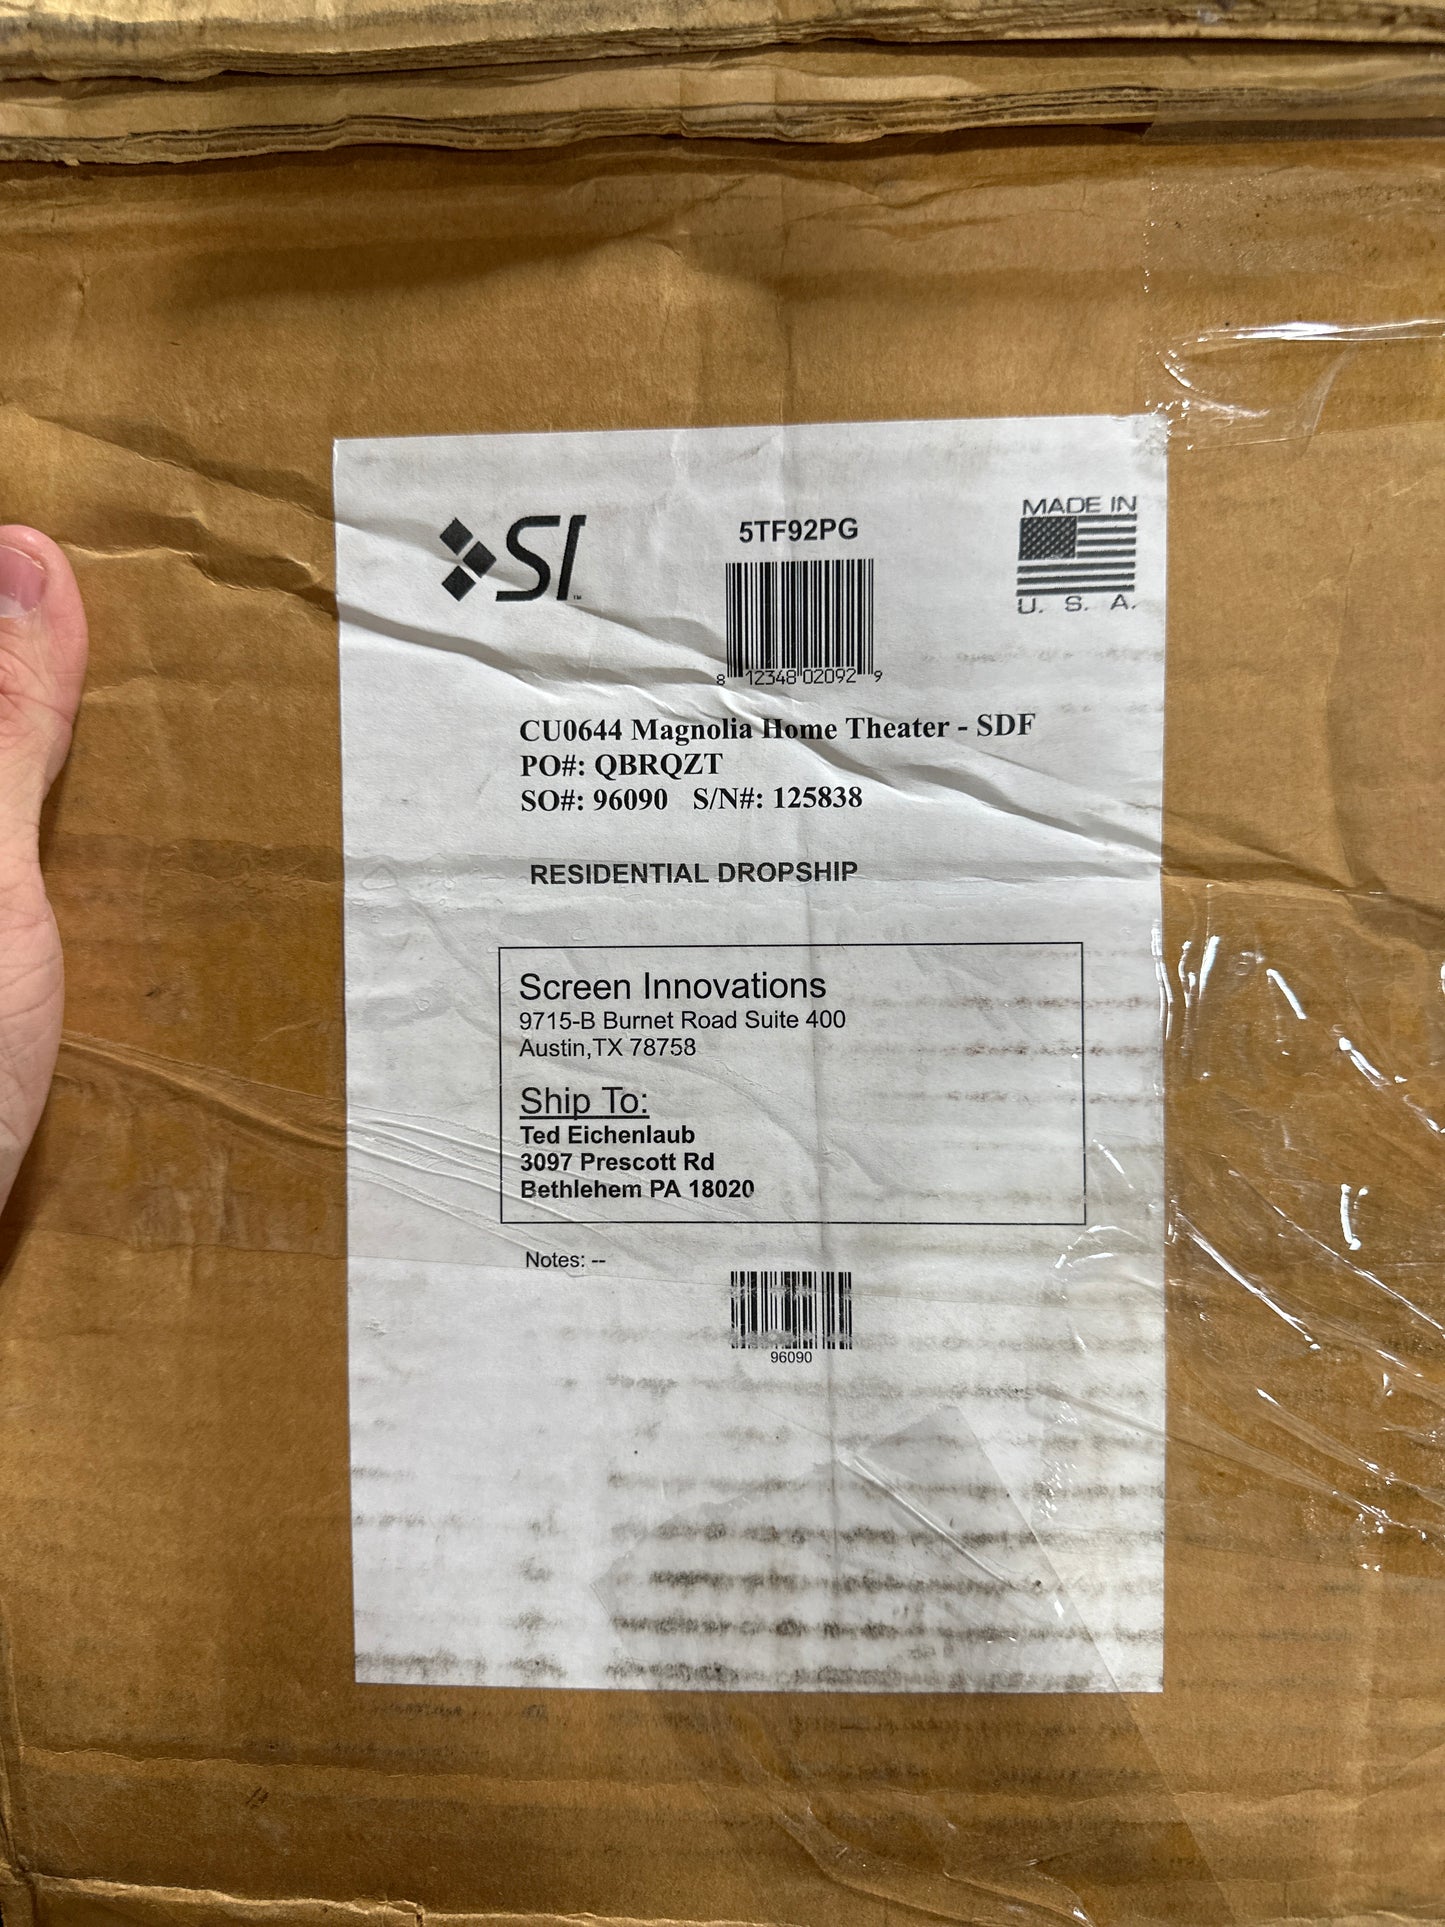 SI™
5TF92PG
MADE IN
U. S. A.
8 12348 02092 9
CU0644 Magnolia Home Theater - SDF
PO#: QBRQZT
SO#: 96090 S/N#: 125838
RESIDENTIAL DROPSHIP
Screen Innovations
9715-B Burnet Road Suite 400
Austin,TX 78758
Ship To:
Ted Eichenlaub
3097 Prescott Rd
Bethlehem PA 18020
Notes: --
96090